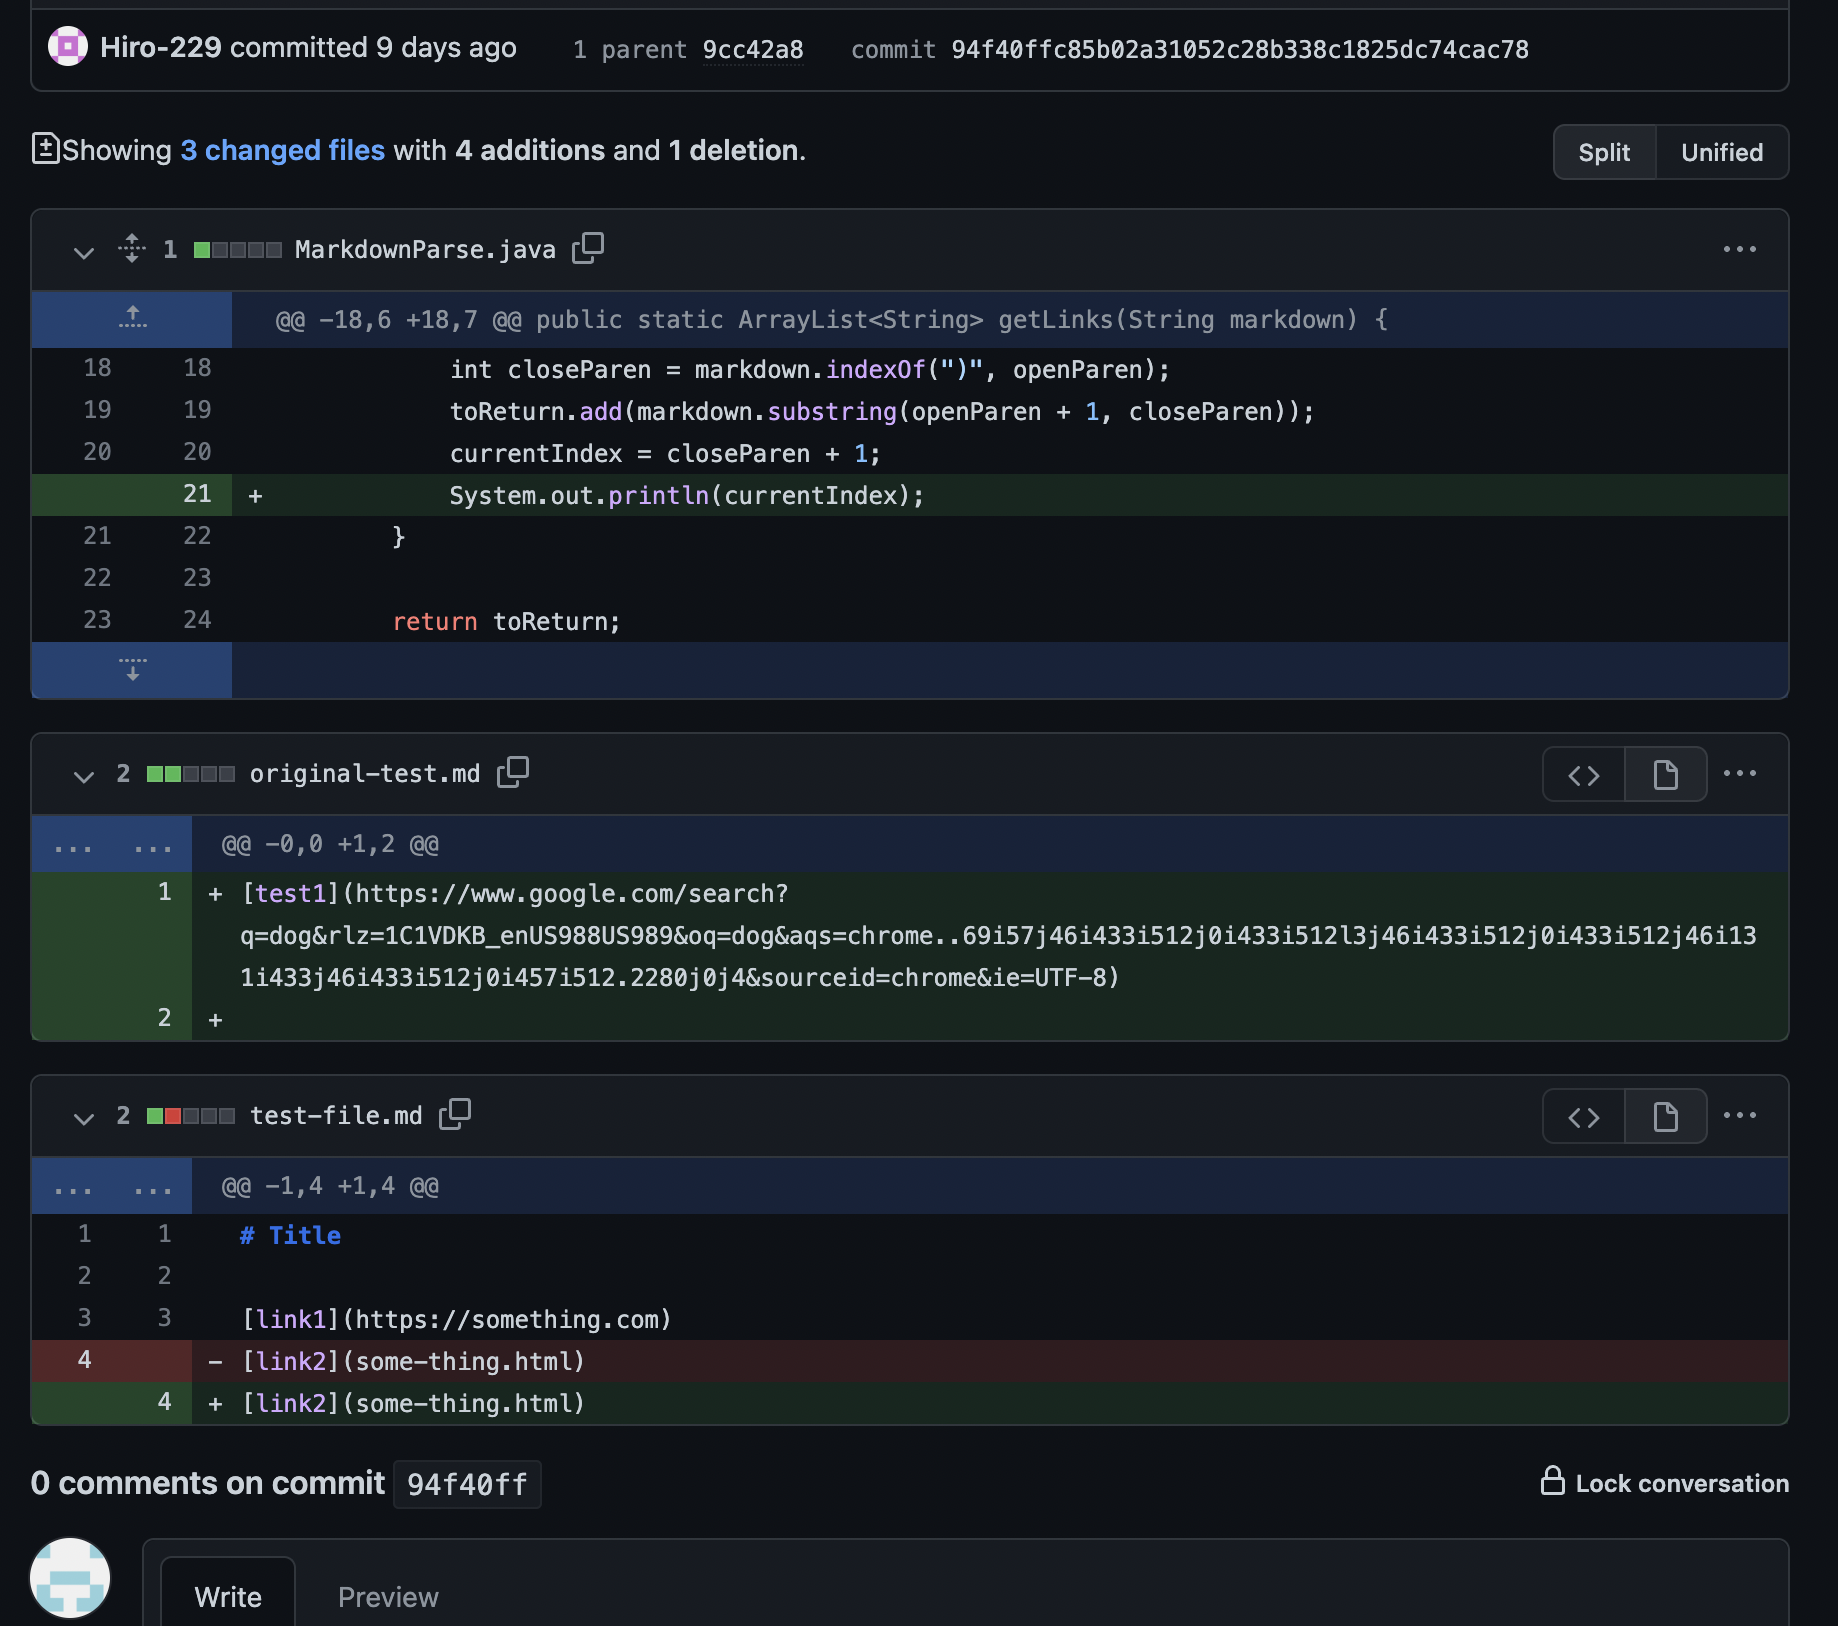 Hiro-229 committed 9 days ago 1 parent 9cc42a8 commit 94f40ffc85b02a31052c28b338c1825dc74cac78
Showing 3 changed files with 4 additions and 1 deletion.
Split Unified
1 MarkdownParse.java
@@ -18,6 +18,7 @@ public static ArrayList<String> getLinks(String markdown) {
18 18 int closeParen = markdown.indexOf(")", openParen);
19 19 toReturn.add(markdown.substring(openParen + 1, closeParen));
20 20 currentIndex = closeParen + 1;
21 + System.out.println(currentIndex);
21 22 }
22 23
23 24 return toReturn;
2 original-test.md
... ... @@ -0,0 +1,2 @@
1 + [test1](https://www.google.com/search?
q=dog&rlz=1C1VDKB_enUS988US989&oq=dog&aqs=chrome..69i57j46i433i512j0i433i512l3j46i433i512j0i433i512j46i13
1i433j46i433i512j0i457i512.2280j0j4&sourceid=chrome&ie=UTF-8)
2 +
2 test-file.md
... ... @@ -1,4 +1,4 @@
1 1 # Title
2 2
3 3 [link1](https://something.com)
4 - [link2](some-thing.html)
4 + [link2](some-thing.html)
0 comments on commit 94f40ff
Lock conversation
Write Preview